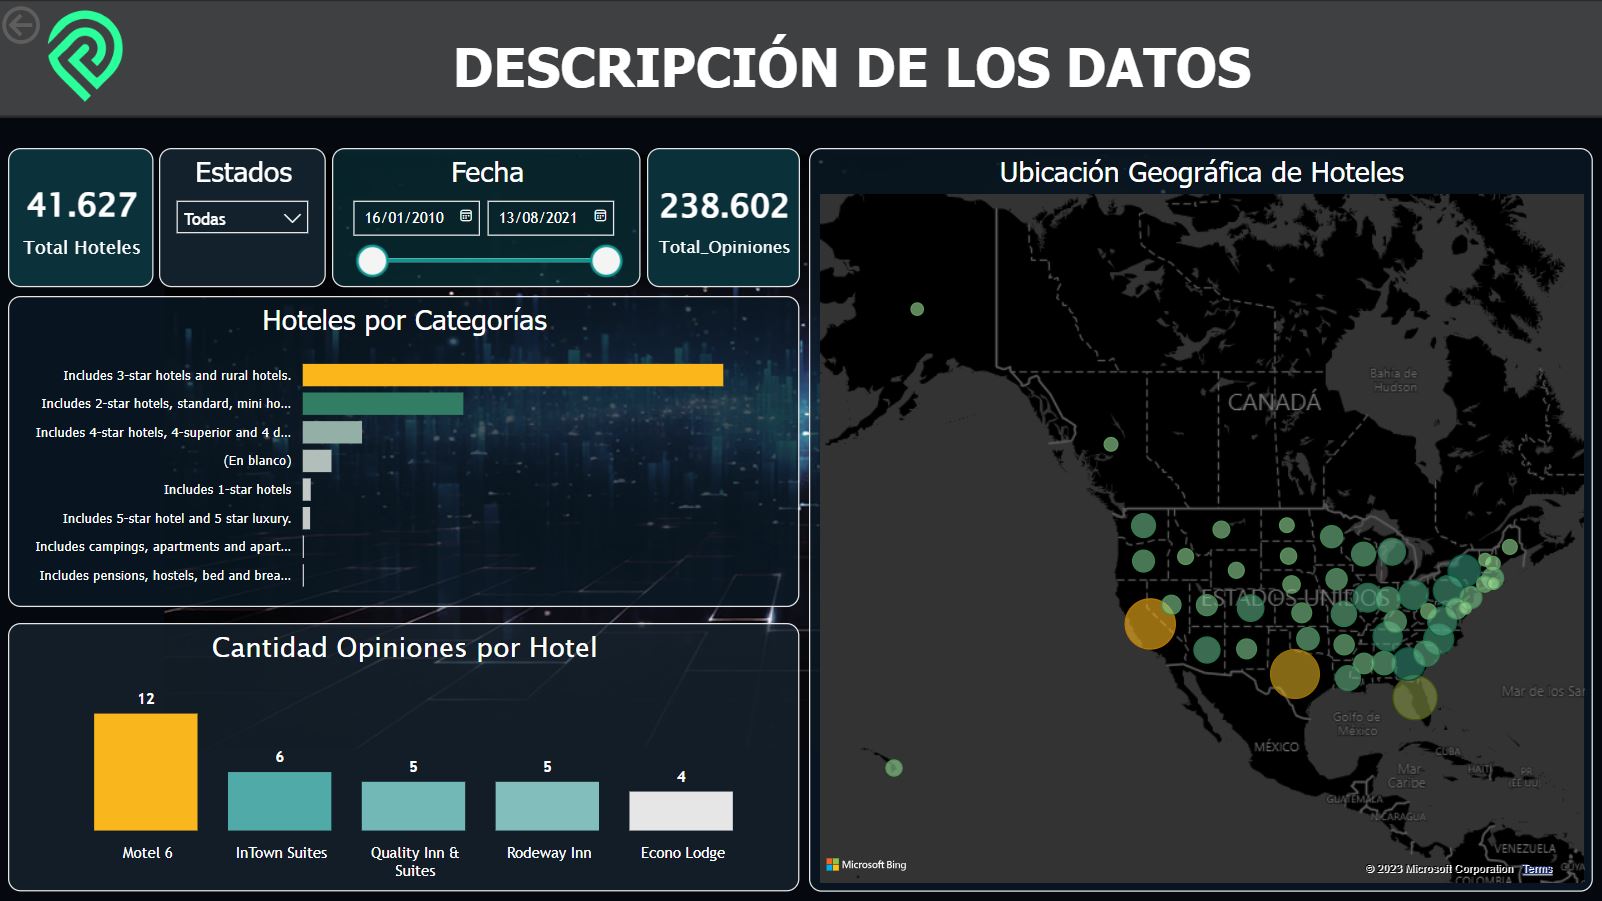 DESCRIPCIÓN DE LOS DATOS
41.627
Total Hoteles
Estados
Todas
Fecha
16/01/2010
13/08/2021
238.602
Total_Opiniones
Hoteles por Categorías
Includes 3-star hotels and rural hotels.
Includes 2-star hotels, standard, mini ho...
Includes 4-star hotels, 4-superior and 4 d...
(En blanco)
Includes 1-star hotels
Includes 5-star hotel and 5 star luxury.
Includes campings, apartments and apart...
Includes pensions, hostels, bed and brea...
Cantidad Opiniones por Hotel
12
6
5
5
4
Motel 6
InTown Suites
Quality Inn &
Suites
Rodeway Inn
Econo Lodge
Ubicación Geográfica de Hoteles
Bahia de
Hudson
CANADÁ
ESTADOS UNIDOS
Mar de los Sar
Golfo de
México
MÉXICO
CUBA
HAITÍ
PR
(EE.UU.)
Mar
Caribe
GUATEMALA
NICARAGUA
VENEZUELA
GUYA
COLOMBIA
Microsoft Bing
© 2023 Microsoft Corporation Terms